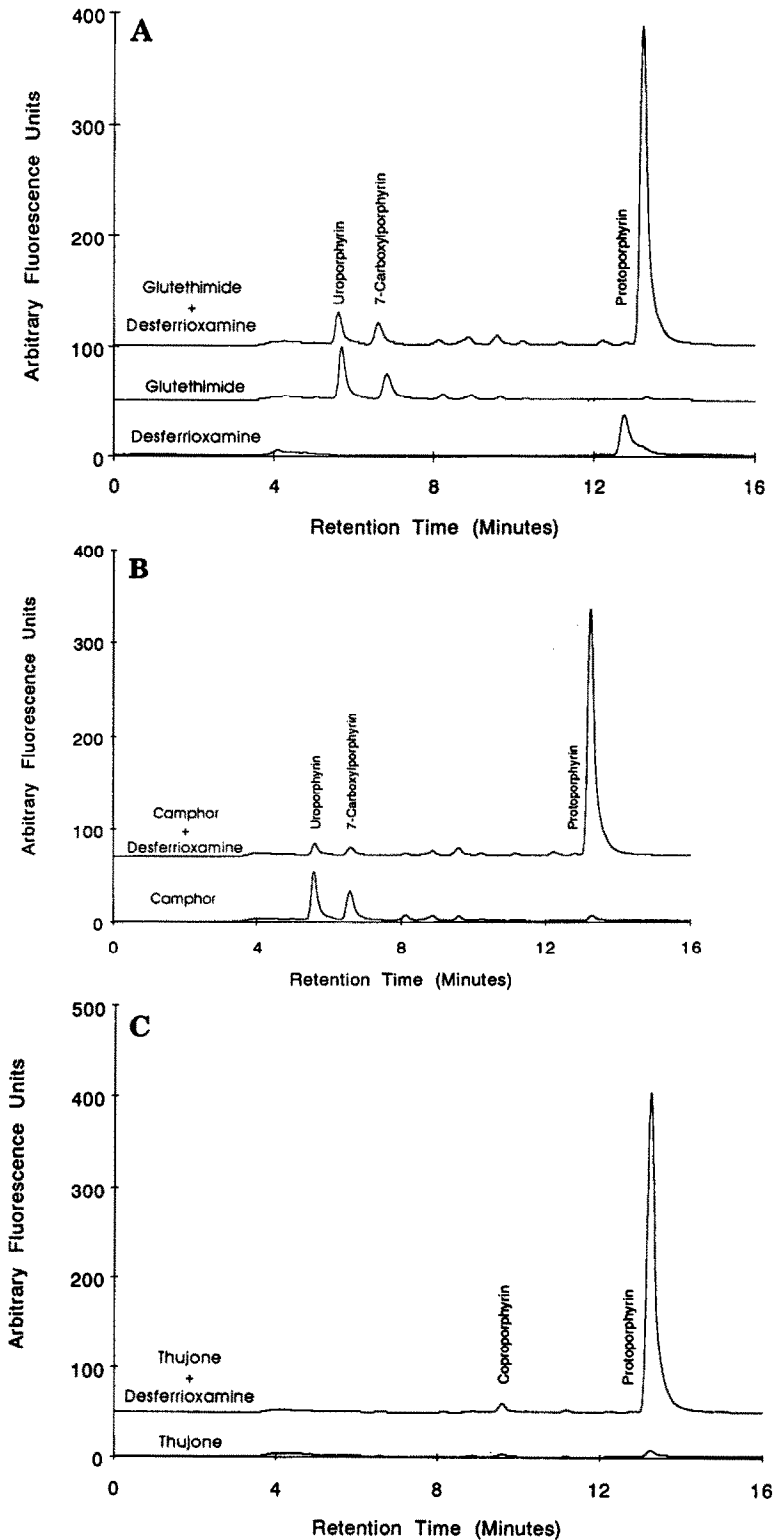 A
400
300
200
100
0
Arbitrary Fluorescence Units
Uroporphyrin
7-Carboxylporphyrin
Protoporphyrin
Glutethimide
+
Desferrioxamine
Glutethimide
Desferrioxamine
0 4 8 12 16
Retention Time (Minutes)
B
400
300
200
100
0
Arbitrary Fluorescence Units
Uroporphyrin
7-Carboxylporphyrin
Protoporphyrin
Camphor
+
Desferrioxamine
Camphor
0 4 8 12 16
Retention Time (Minutes)
C
500
400
300
200
100
0
Arbitrary Fluorescence Units
Coproporphyrin
Protoporphyrin
Thujone
+
Desferrioxamine
Thujone
0 4 8 12 16
Retention Time (Minutes)